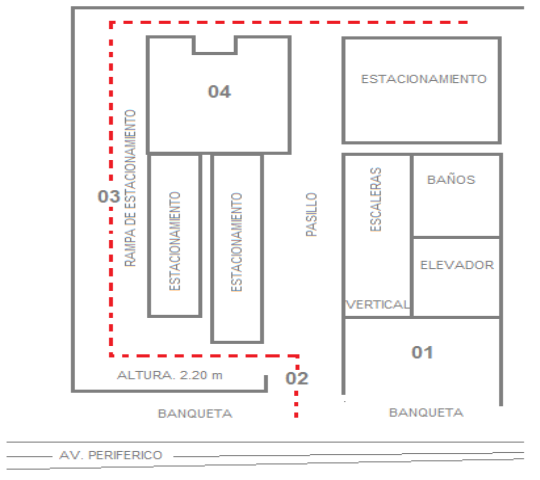 04
ESTACIONAMIENTO
RAMPA DE ESTACIONAMIENTO
03
ESTACIONAMIENTO
ESTACIONAMIENTO
PASILLO
ESCALERAS
BAÑOS
ELEVADOR
VERTICAL
01
ALTURA. 2.20 m
02
BANQUETA
BANQUETA
AV. PERIFERICO